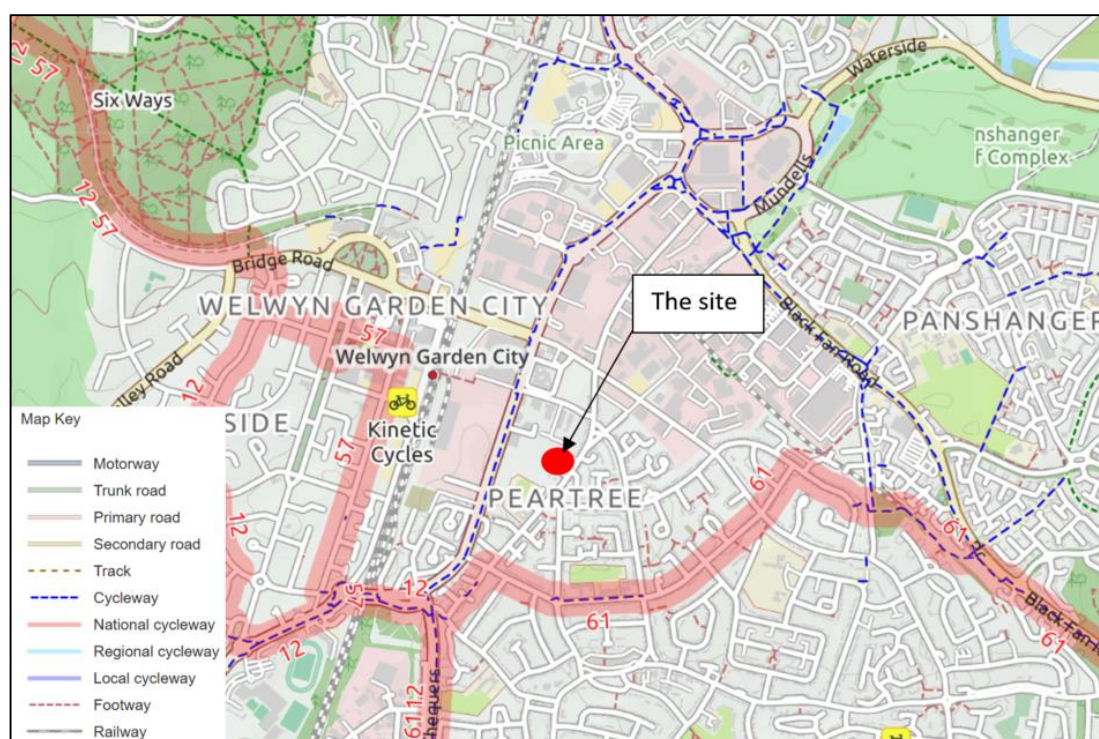 57
Six Ways
12
57
Waterside
Picnic Area
nshanger
f Complex
Mundells
Bridge Road
The site
WELWYN GARDEN CITY
Black Fan Road
PANSHANGER
57
Welwyn Garden City
lley Road
12
Kinetic
Cycles
SIDE
57
PEARTREE
61
12
61
12
57
12
61
Black Fan R
61
hequers
61 12
Map Key
Motorway
Trunk road
Primary road
Secondary road
Track
Cycleway
National cycleway
Regional cycleway
Local cycleway
Footway
Railway